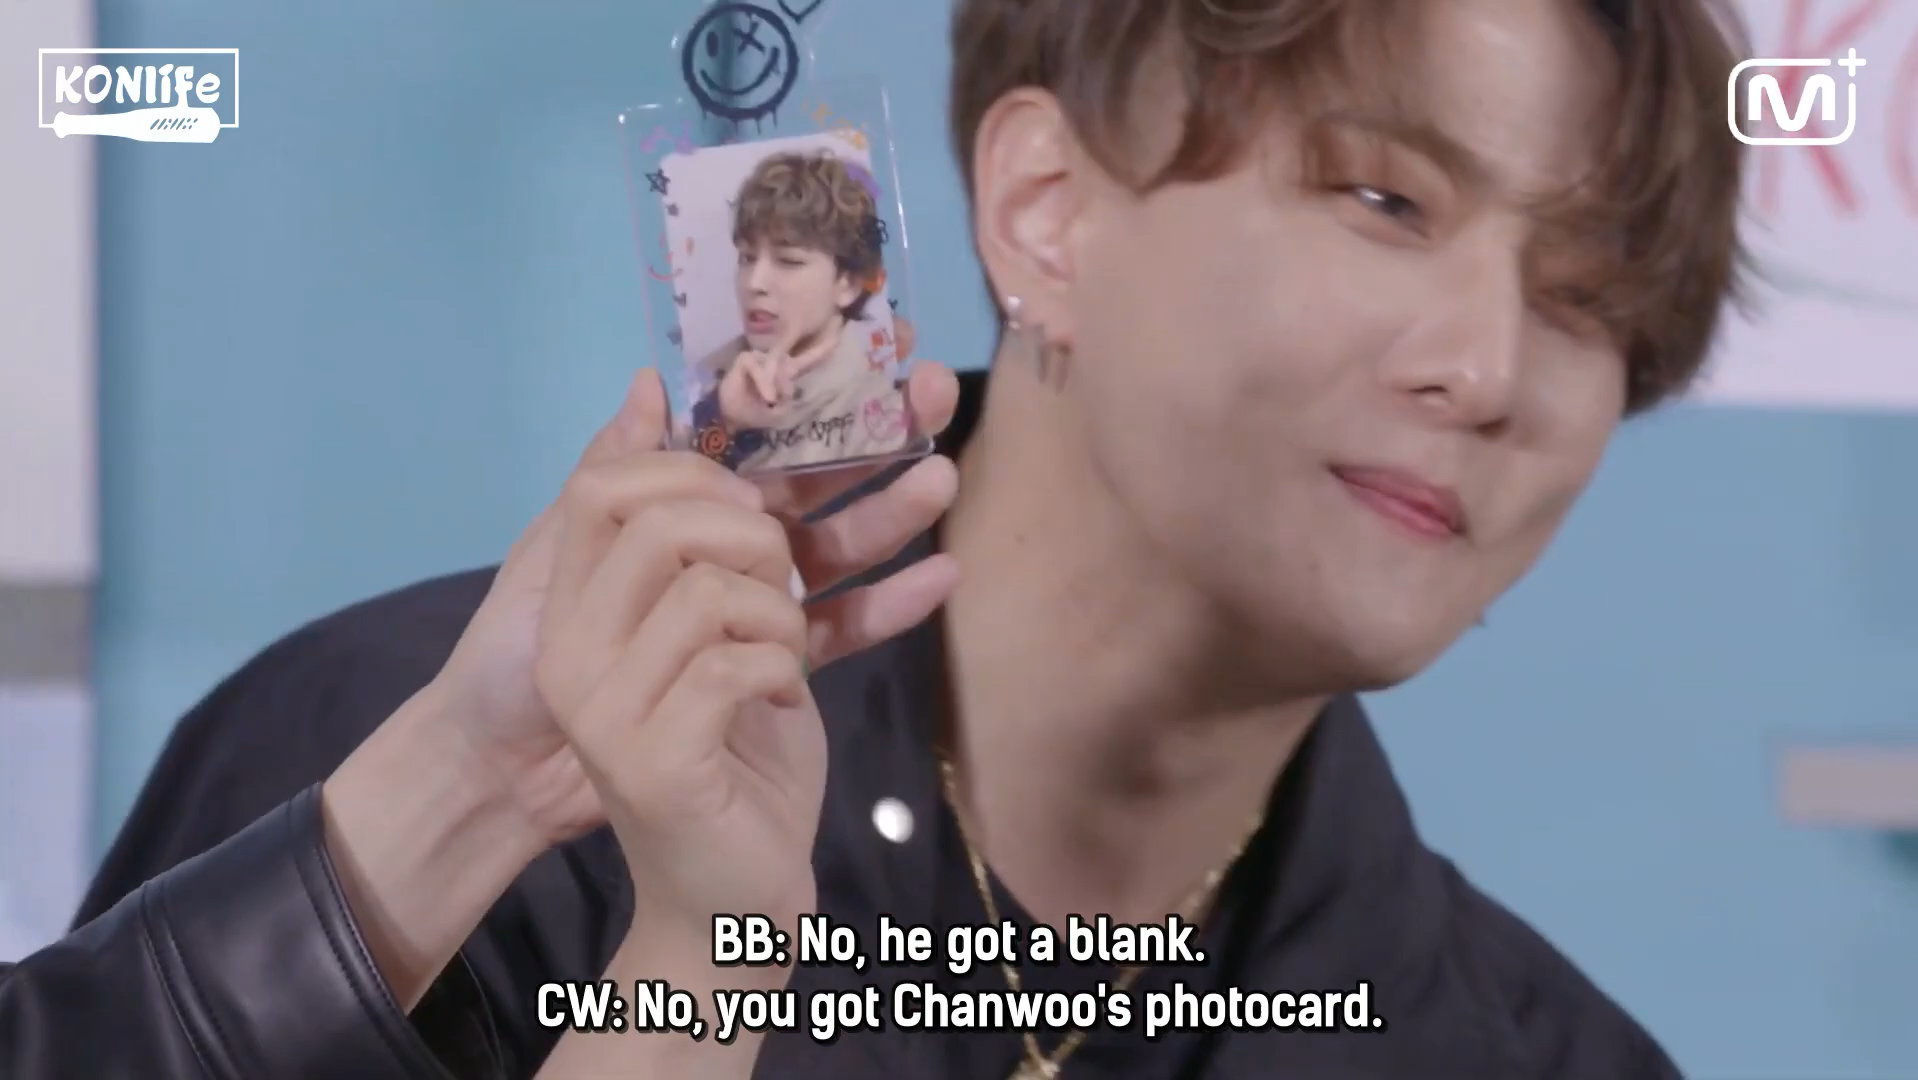 KONlife
M+
BB: No, he got a blank.
CW: No, you got Chanwoo's photocard.